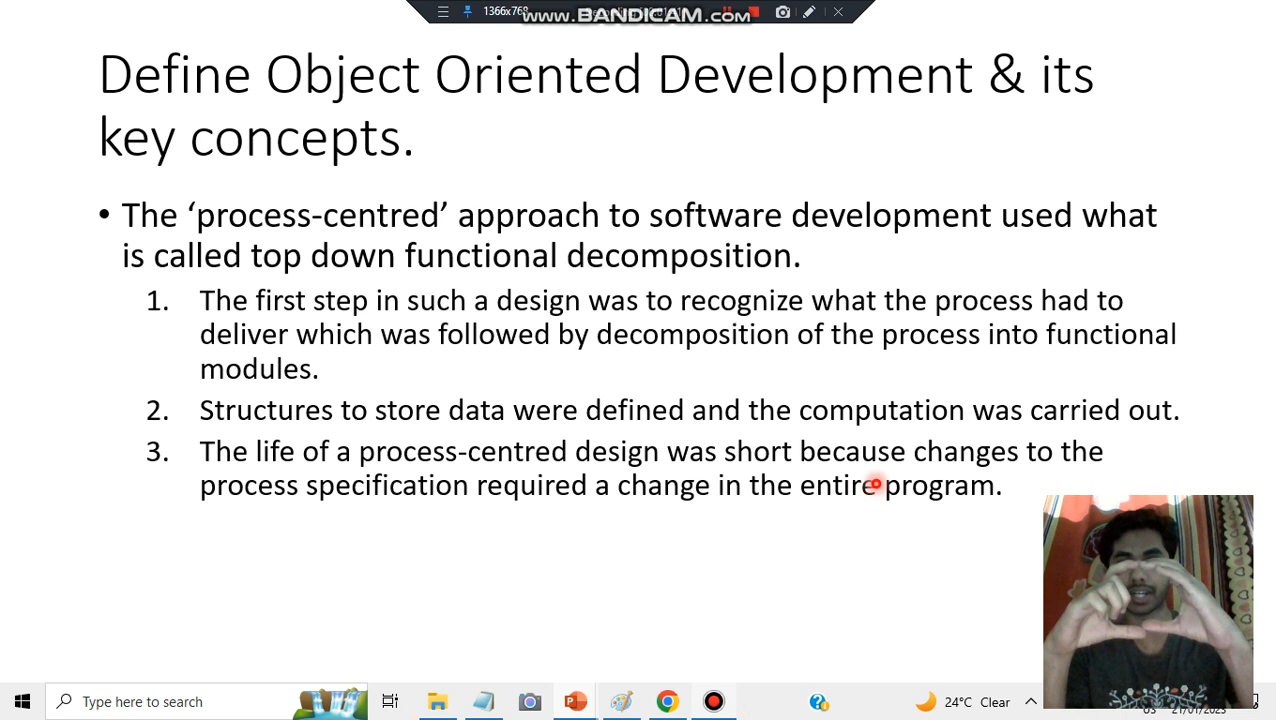 1366x768
www.BANDICAM.com
Define Object Oriented Development & its
key concepts.
• The ‘process-centred’ approach to software development used what
is called top down functional decomposition.
1. The first step in such a design was to recognize what the process had to
deliver which was followed by decomposition of the process into functional
modules.
2. Structures to store data were defined and the computation was carried out.
3. The life of a process-centred design was short because changes to the
process specification required a change in the entire program.
Type here to search
24°C Clear